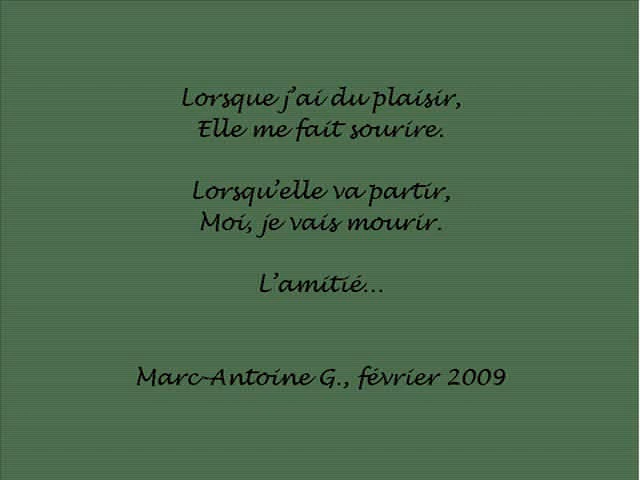 Lorsque j'ai du plaisir,
Elle me fait sourire.
Lorsqu'elle va partir,
Moi, je vais mourir.
L'amitié...
Marc-Antoine G., février 2009